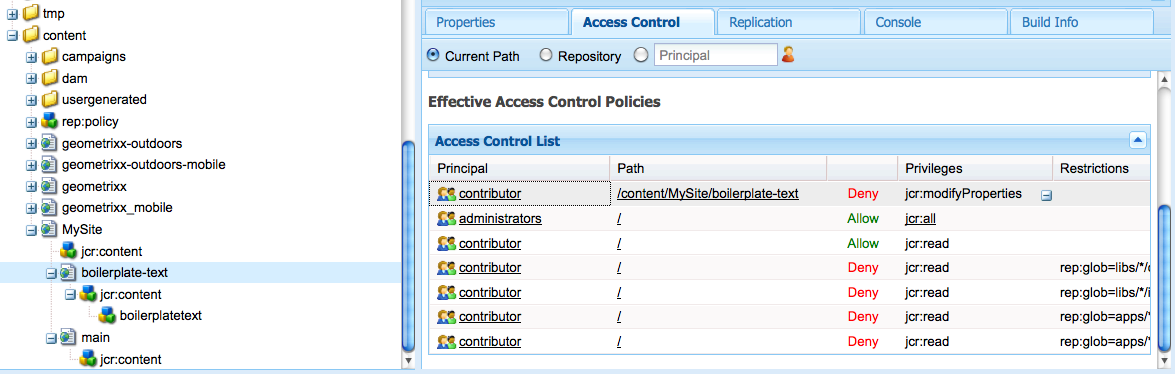 tmp
content
campaigns
dam
usergenerated
rep:policy
geometrixx-outdoors
geometrixx-outdoors-mobile
geometrixx
geometrixx_mobile
MySite
jcr:content
boilerplate-text
jcr:content
boilerplatetext
main
jcr:content
Properties Access Control Replication Console Build Info
Current Path Repository Principal
Effective Access Control Policies
Access Control List
Principal Path Privileges Restrictions
contributor /content/MySite/boilerplate-text Deny jcr:modifyProperties
administrators / Allow jcr:all
contributor / Allow jcr:read
contributor / Deny jcr:read rep:glob=libs/*/
contributor / Deny jcr:read rep:glob=libs/*/i
contributor / Deny jcr:read rep:glob=apps/
contributor / Deny jcr:read rep:glob=apps/*